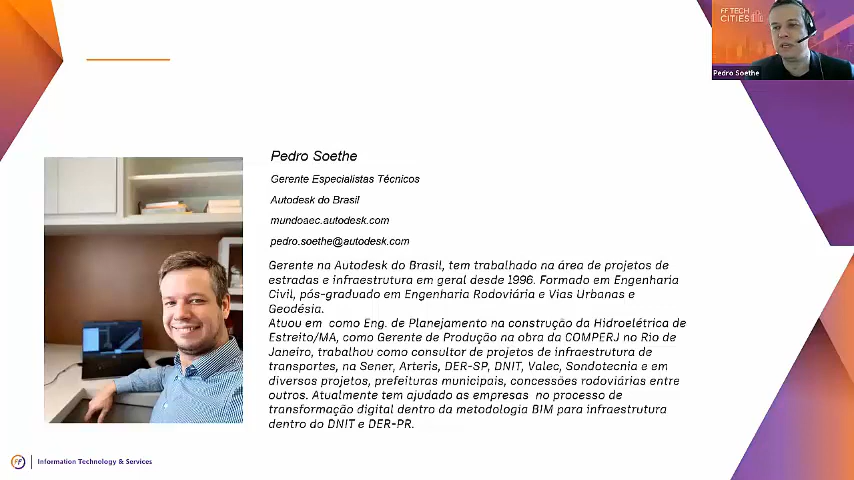 FF TECH
CITIES
Pedro Soethe
Pedro Soethe
Gerente Especialistas Técnicos
Autodesk do Brasil
mundoaec.autodesk.com
pedro.soethe@autodesk.com
Gerente na Autodesk do Brasil, tem trabalhado na área de projetos de
estradas e infraestrutura em geral desde 1996. Formado em Engenharia
Civil, pós-graduado em Engenharia Rodoviária e Vias Urbanas e
Geodésia.
Atuou em como Eng. de Planejamento na construção da Hidroelétrica de
Estreito/MA, como Gerente de Produção na obra da COMPERJ no Rio de
Janeiro, trabalhou como consultor de projetos de infraestrutura de
transportes, na Sener, Arteris, DER-SP, DNIT, Valec, Sondotecnia e em
diversos projetos, prefeituras municipais, concessões rodoviárias entre
outros. Atualmente tem ajudado as empresas no processo de
transformação digital dentro da metodologia BIM para infraestrutura
dentro do DNIT e DER-PR.
FF Information Technology & Services